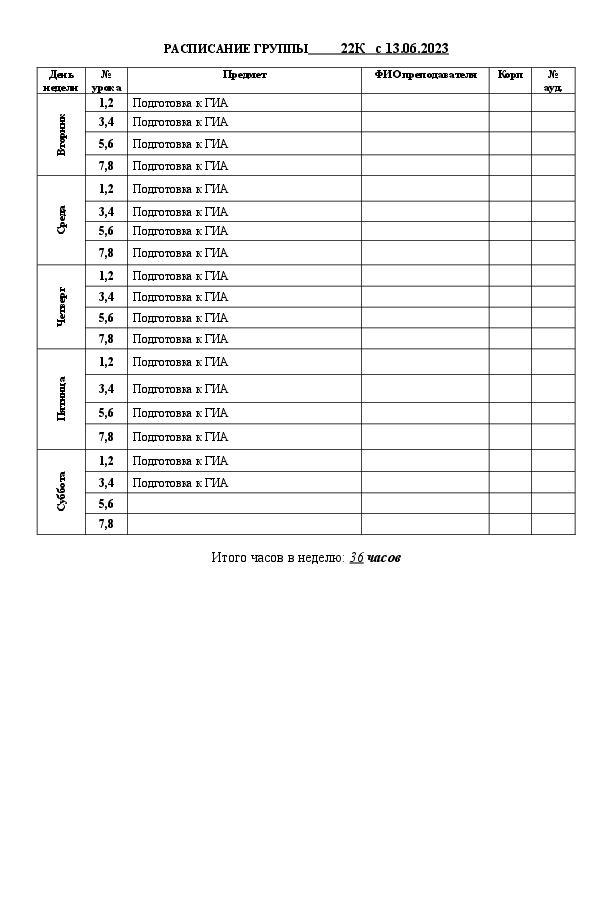 РАСПИСАНИЕ ГРУППЫ_____22К с 13.06.2023
День недели № урока Предмет ФИОпреподавателя Корп № ауд.
Вторник 1,2 Подготовка к ГИА
3,4 Подготовка к ГИА
5,6 Подготовка к ГИА
7,8 Подготовка к ГИА
Среда 1,2 Подготовка к ГИА
3,4 Подготовка к ГИА
5,6 Подготовка к ГИА
7,8 Подготовка к ГИА
Четверг 1,2 Подготовка к ГИА
3,4 Подготовка к ГИА
5,6 Подготовка к ГИА
7,8 Подготовка к ГИА
Пятница 1,2 Подготовка к ГИА
3,4 Подготовка к ГИА
5,6 Подготовка к ГИА
7,8 Подготовка к ГИА
Суббота 1,2 Подготовка к ГИА
3,4 Подготовка к ГИА
5,6
7,8
Итого часов в неделю: 36 часов